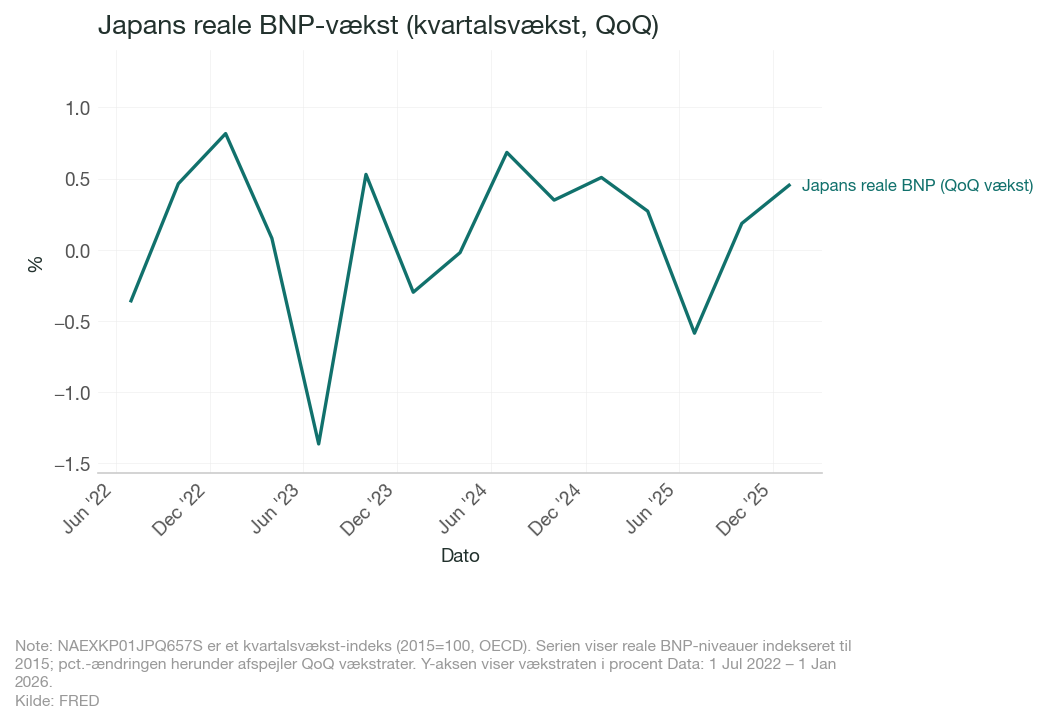 Japans reale BNP-vækst (kvartalsvækst, QoQ)
1.0
0.5
0.0
−0.5
−1.0
−1.5
%
Japans reale BNP (QoQ vækst)
Jun '22
Dec '22
Jun '23
Dec '23
Jun '24
Dec '24
Jun '25
Dec '25
Dato
Note: NAEXKP01JPQ657S er et kvartalsvækst-indeks (2015=100, OECD). Serien viser reale BNP-niveauer indekseret til
2015; pct.-ændringen herunder afspejler QoQ vækstrater. Y-aksen viser vækstraten i procent Data: 1 Jul 2022 – 1 Jan
2026.
Kilde: FRED